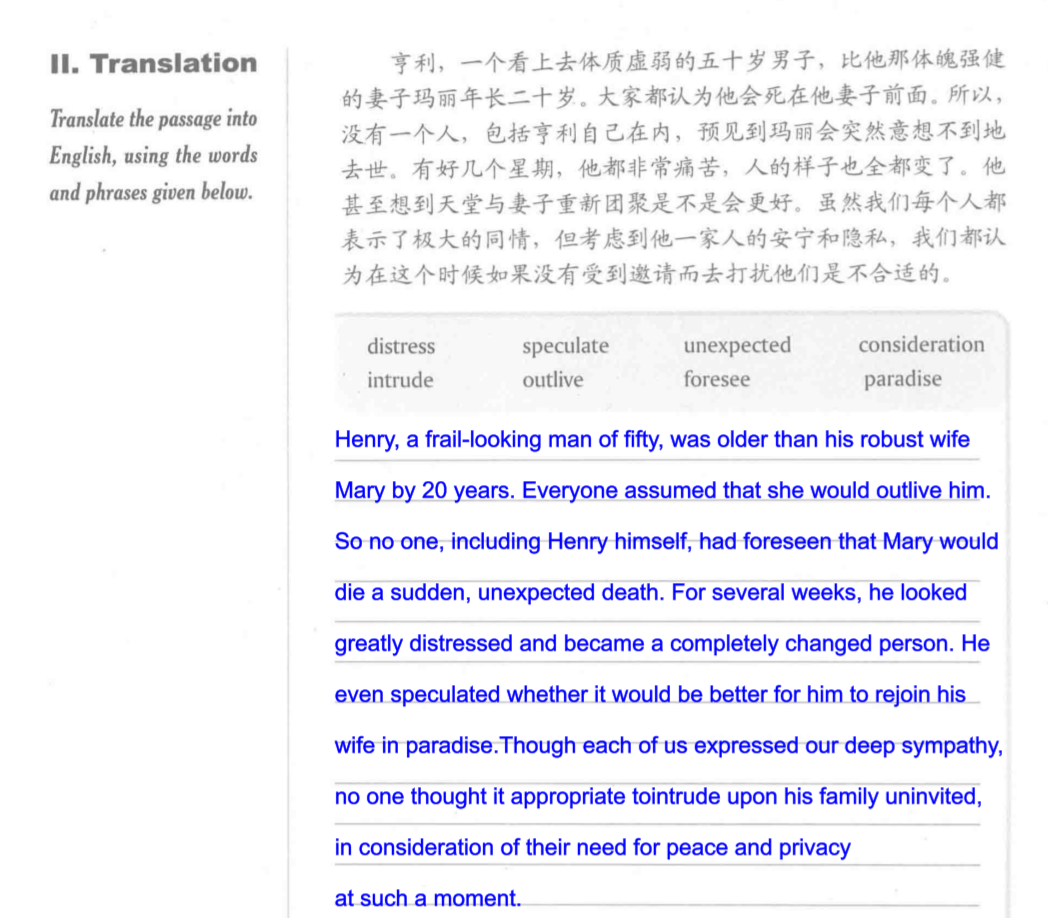 II. Translation
Translate the passage into
English, using the words
and phrases given below.
亨利，一个看上去体质虚弱的五十岁男子，比他那体魄强健
的妻子玛丽年长二十岁。大家都认为他会死在他妻子前面。所以，
没有一个人，包括亨利自己在内，预见到玛丽会突然意想不到地
去世。有好几个星期，他都非常痛苦，人的样子也全都变了。他
甚至想到天堂与妻子重新团聚是不是会更好。虽然我们每个人都
表示了极大的同情，但考虑到他一家人的安宁和隐私，我们都认
为在这个时候如果没有受到邀请而去打扰他们是不合适的。
distress speculate unexpected consideration
intrude outlive foresee paradise
Henry, a frail-looking man of fifty, was older than his robust wife
Mary by 20 years. Everyone assumed that she would outlive him.
So no one, including Henry himself, had foreseen that Mary would
die a sudden, unexpected death. For several weeks, he looked
greatly distressed and became a completely changed person. He
even speculated whether it would be better for him to rejoin his
wife in paradise.Though each of us expressed our deep sympathy,
no one thought it appropriate tointrude upon his family uninvited,
in consideration of their need for peace and privacy
at such a moment.